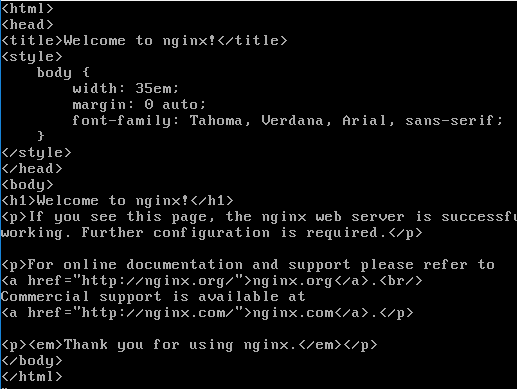 <html>
<head>
<title>Welcome to nginx!</title>
<style>
    body {
        width: 35em;
        margin: 0 auto;
        font-family: Tahoma, Verdana, Arial, sans-serif;
    }
</style>
</head>
<body>
<h1>Welcome to nginx!</h1>
<p>If you see this page, the nginx web server is successfu
working. Further configuration is required.</p>

<p>For online documentation and support please refer to
<a href="http://nginx.org/">nginx.org</a>.<br/>
Commercial support is available at
<a href="http://nginx.com/">nginx.com</a>.</p>

<p><em>Thank you for using nginx.</em></p>
</body>
</html>